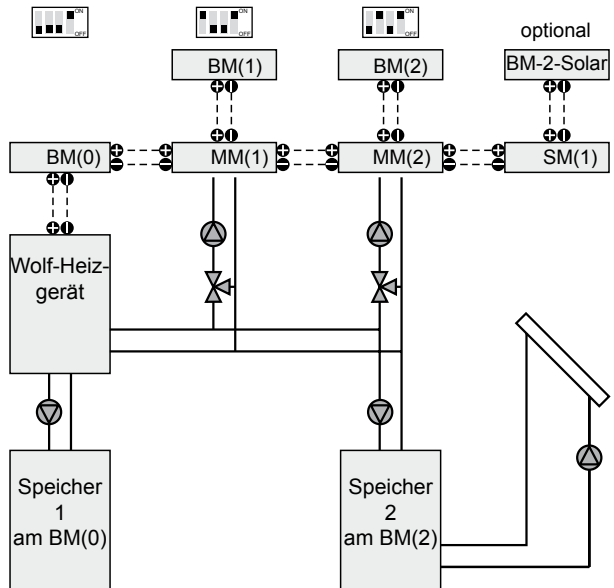 ON
OFF
ON
OFF
ON
OFF
optional
BM(1)
BM(2)
BM-2-Solar
BM(0)
MM(1)
MM(2)
SM(1)
Wolf-Heiz-
gerät
Speicher
1
am BM(0)
Speicher
2
am BM(2)